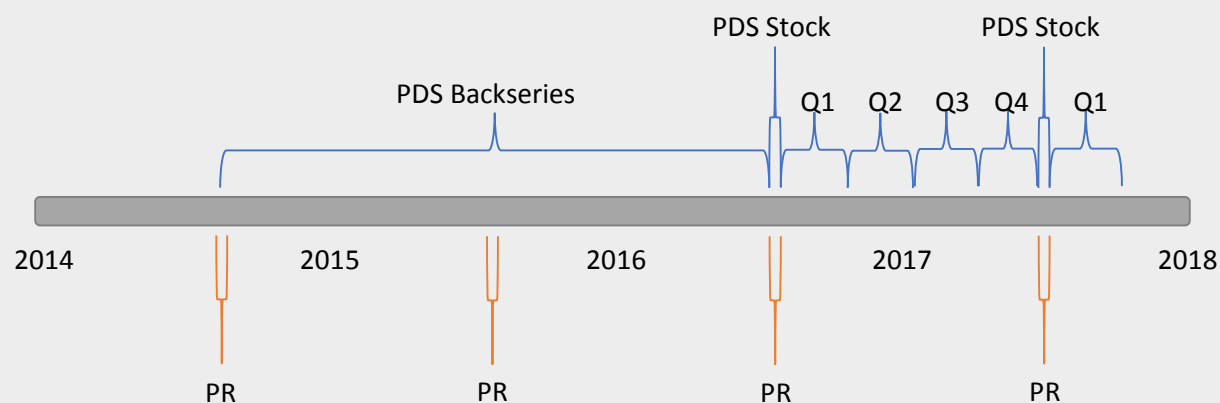 PDS Stock PDS Stock
PDS Backseries Q1 Q2 Q3 Q4 Q1
2014 2015 2016 2017 2018
PR PR PR PR